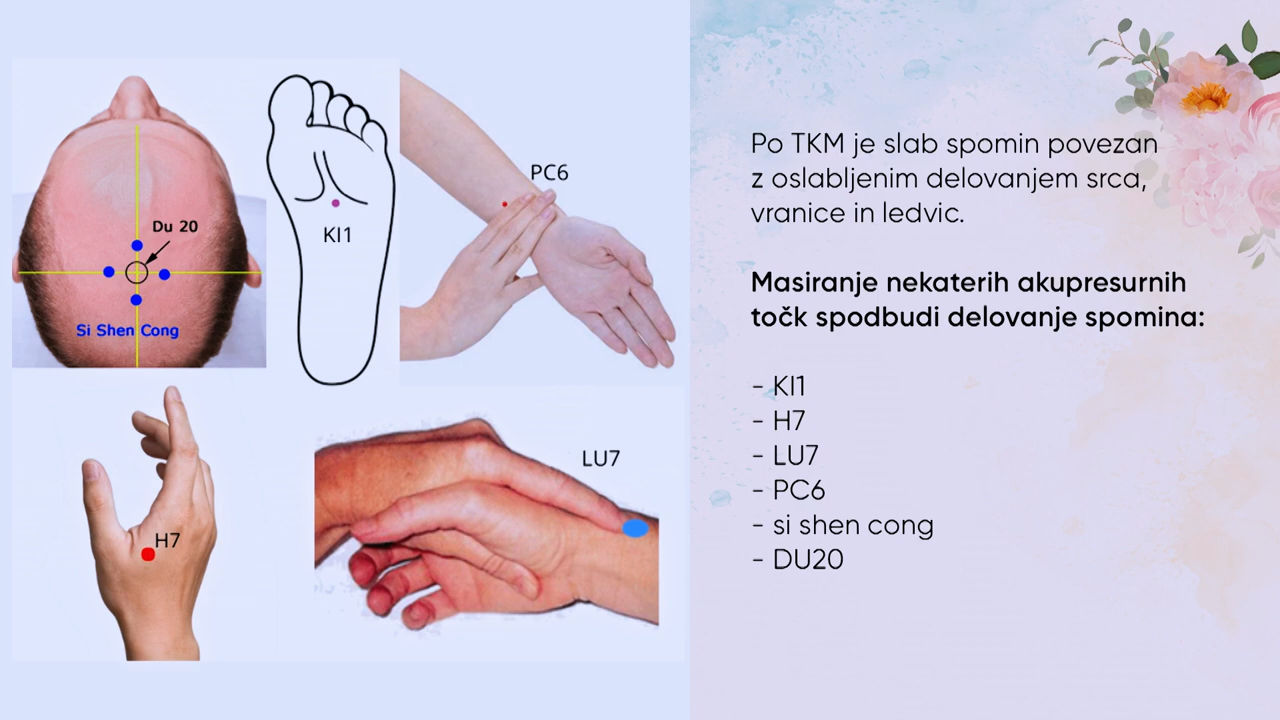 Du 20
Si Shen Cong
KI1
PC6
H7
LU7
Po TKM je slab spomin povezan
z oslabljenim delovanjem srca,
vranice in ledvic.
Masiranje nekaterih akupresurnih
točk spodbudi delovanje spomina:
- KI1
- H7
- LU7
- PC6
- si shen cong
- DU20